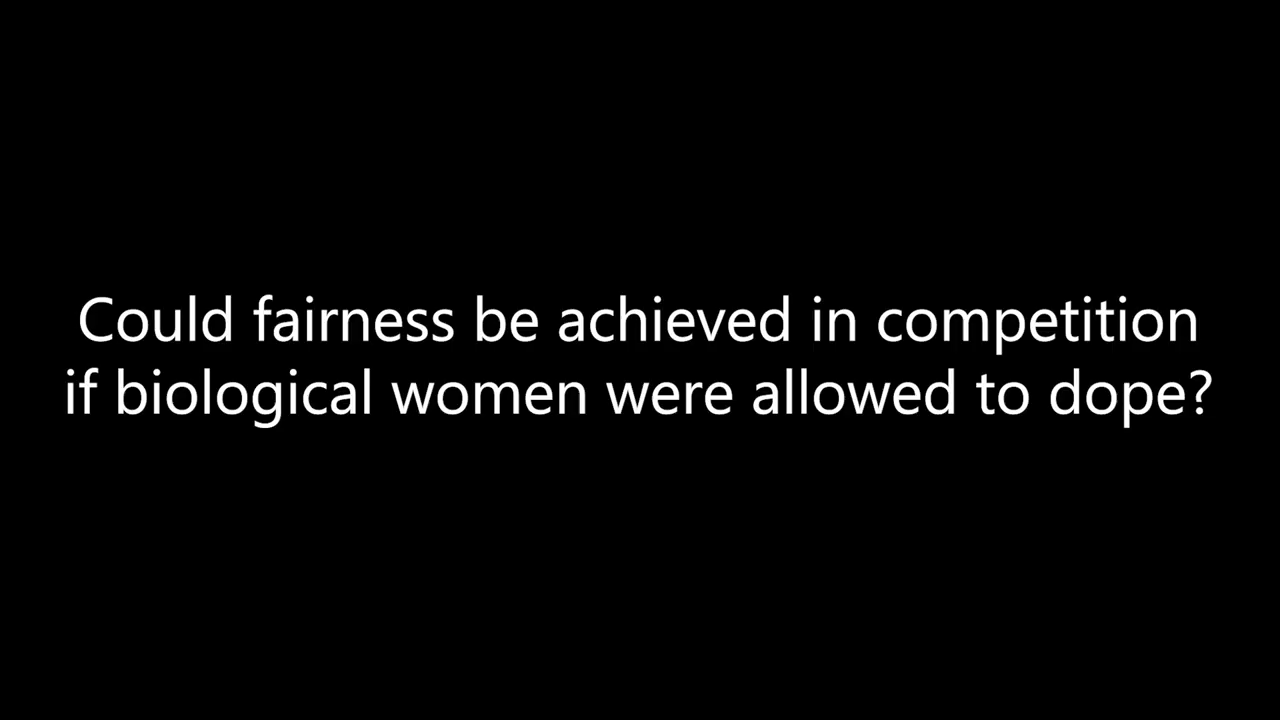 Could fairness be achieved in competition
if biological women were allowed to dope?